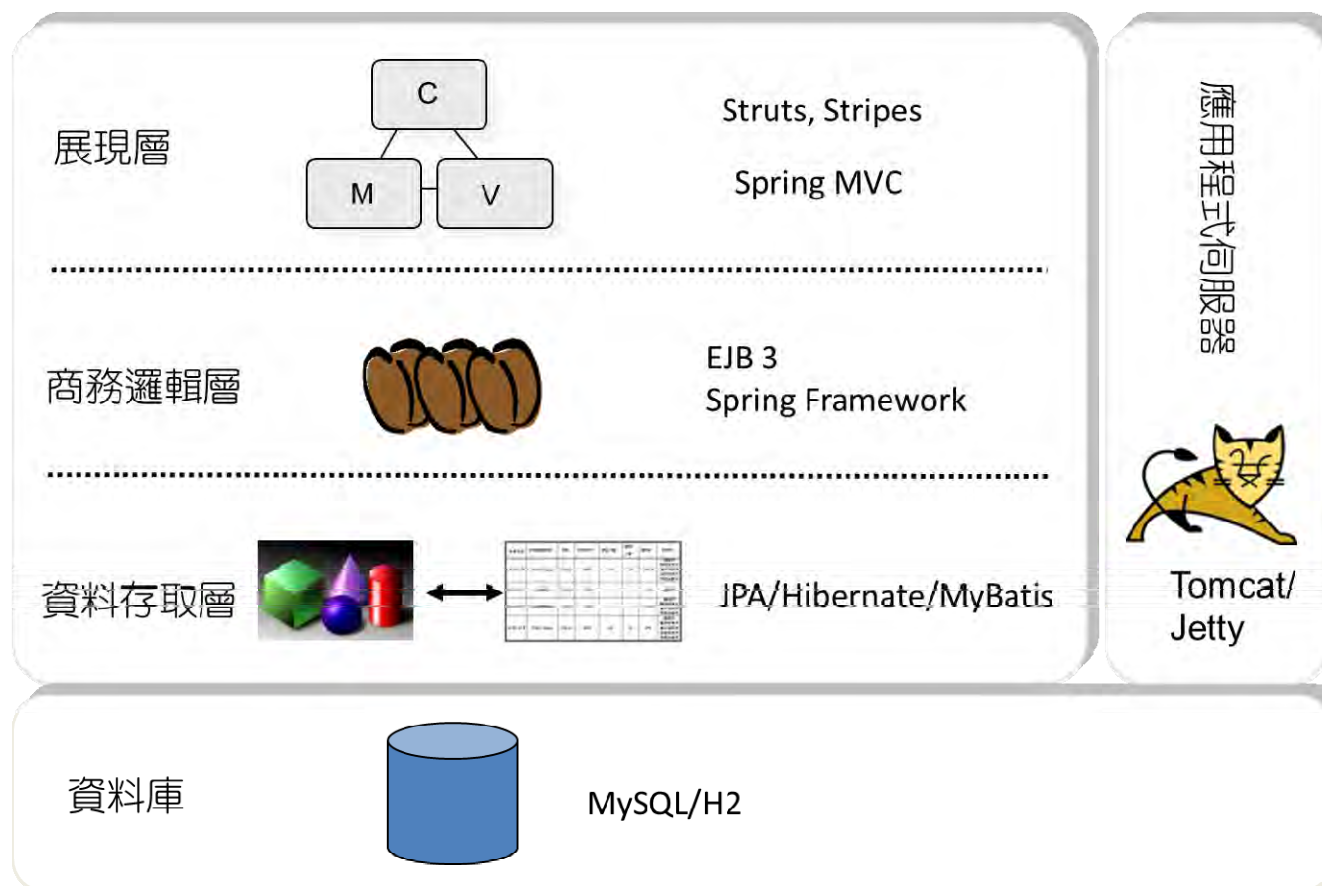 展現層
C
M
V
Struts, Stripes
Spring MVC
商務邏輯層
EJB 3
Spring Framework
資料存取層
JPA/Hibernate/MyBatis
應用程式伺服器
Tomcat/
Jetty
資料庫
MySQL/H2